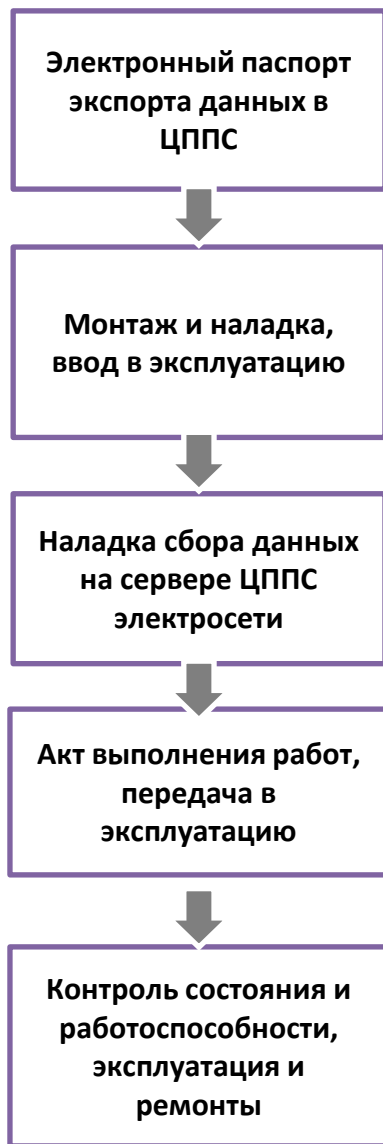 Электронный паспорт
экспорта данных в
ЦППС
Монтаж и наладка,
ввод в эксплуатацию
Наладка сбора данных
на сервере ЦППС
электросети
Акт выполнения работ,
передача в
эксплуатацию
Контроль состояния и
работоспособности,
эксплуатация и
ремонты